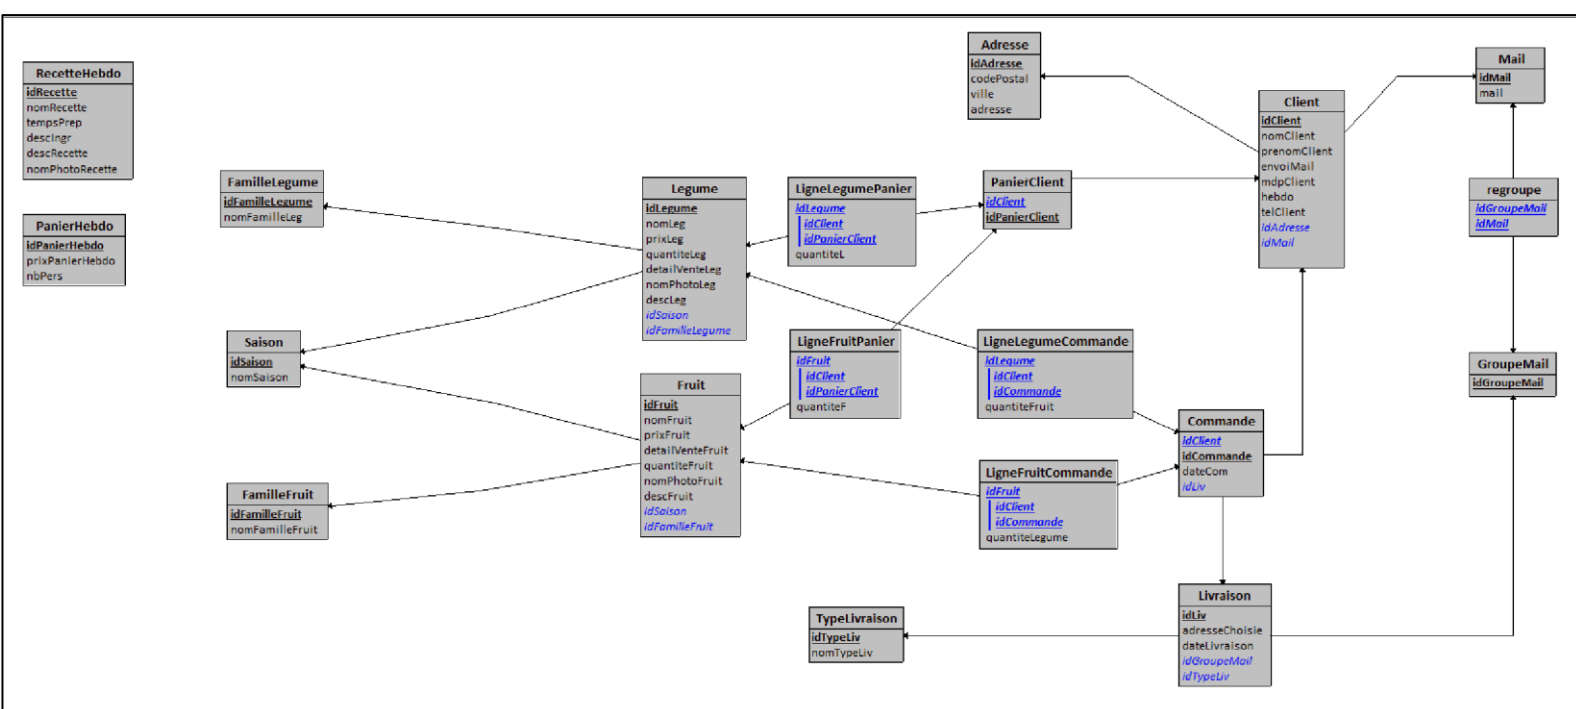 RecetteHebdo
idRecette
nomRecette
tempsPrep
descIngr
descRecette
nomPhotoRecette
PanierHebdo
idPanierHebdo
prixPanierHebdo
nbPers
FamilleLegume
idFamilleLegume
nomFamilleLeg
Saison
idSaison
nomSaison
FamilleFruit
idFamilleFruit
nomFamilleFruit
Legume
idLegume
nomLeg
prixLeg
quantiteLeg
detailVenteLeg
nomPhotoLeg
descLeg
idSaison
idFamilleLegume
Fruit
idFruit
nomFruit
prixFruit
detailVenteFruit
quantiteFruit
nomPhotoFruit
descFruit
idSaison
idFamilleFruit
LigneLegumePanier
idLegume
idClient
idPanierClient
quantiteL
LigneFruitPanier
idFruit
idClient
idPanierClient
quantiteF
TypeLivraison
idTypeLiv
nomTypeLiv
Adresse
idAdresse
codePostal
ville
adresse
PanierClient
idClient
idPanierClient
LigneLegumeCommande
idLegume
idClient
idCommande
quantiteFruit
LigneFruitCommande
idFruit
idClient
idCommande
quantiteLegume
Client
idClient
nomClient
prenomClient
envoiMail
mdpClient
hebdo
telClient
idAdresse
idMail
Commande
idClient
idCommande
dateCom
idLiv
Livraison
idLiv
adresseChoisie
dateLivraison
idGroupeMail
idTypeLiv
Mail
idMail
mail
regroupe
idGroupeMail
idMail
GroupeMail
idGroupeMail